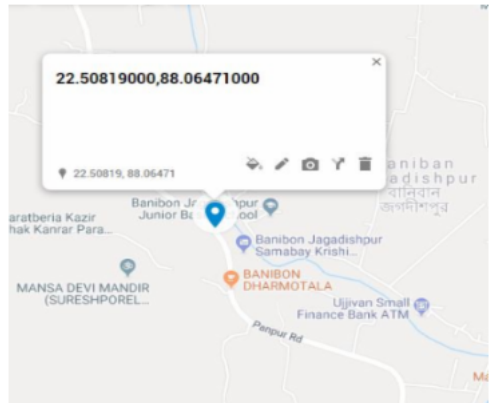 22.50819000,88.06471000
22.50819, 88.06471
aniban
adishpur
বানিবান
জগদীশপুর
Banibon Ja
pur
Junior Ba
ool
aratberia Kazir
hak Kanrar Para...
Banibon Jagadishpur
Samabay Krishi...
MANSA DEVI MANDIR
(SURESHPOREL...
BANIBON
DHARMOTALA
Ujjivan Small
Finance Bank ATM
Panpur Rd
Ma